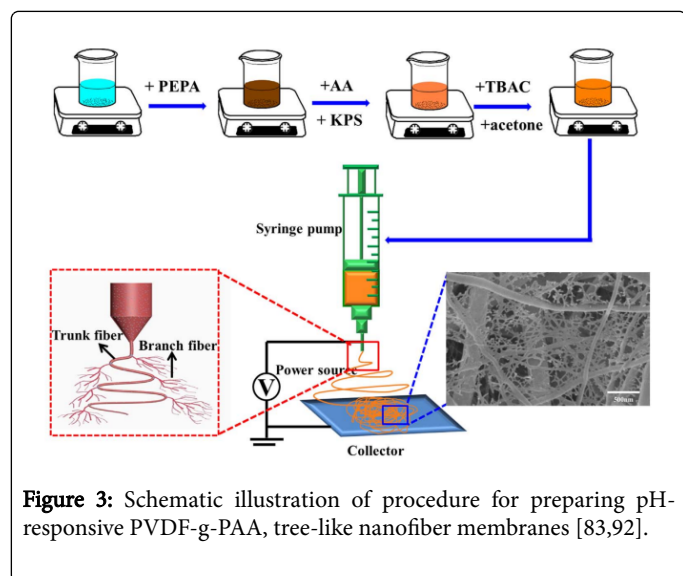 + PEPA
+AA
+ KPS
+TBAC
+acetone
Syringe pump
Trunk fiber
Branch fiber
Power source
V
Collector
500nm
Figure 3: Schematic illustration of procedure for preparing pH-
responsive PVDF-g-PAA, tree-like nanofiber membranes [83,92].